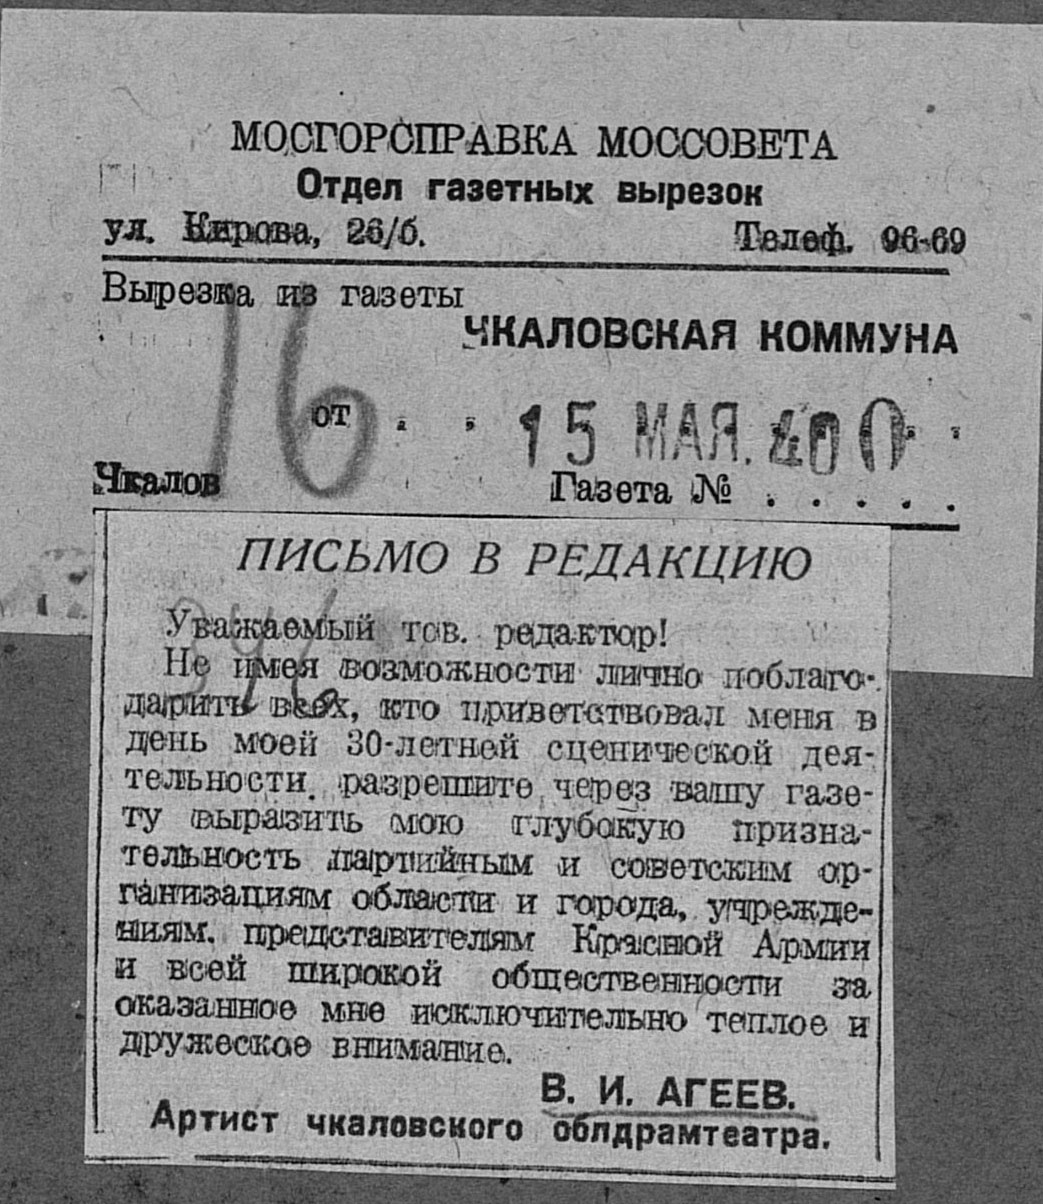 МОСГОРСПРАВКА МОССОВЕТА
Отдел газетных вырезок
ул. Кирова, 26/б. Телеф. 96-69
Вырезка из газеты
ЧКАЛОВСКАЯ КОММУНА
16
от . . 15 МАЯ. 40
Чкалов Газета № . . . . .
ПИСЬМО В РЕДАКЦИЮ
Уважаемый тов. редактор!
Не имея возможности лично поблаго-
дарить всех, кто приветствовал меня в
день моей 30-летней сценической дея-
тельности, разрешите через вашу газе-
ту выразить мою глубокую призна-
тельность партийным и советским ор-
ганизациям области и города, учрежде-
ниям, представителям Красной Армии
и всей широкой общественности за
оказанное мне исключительно теплое и
дружеское внимание.
В. И. АГЕЕВ.
Артист чкаловского облдрамтеатра.